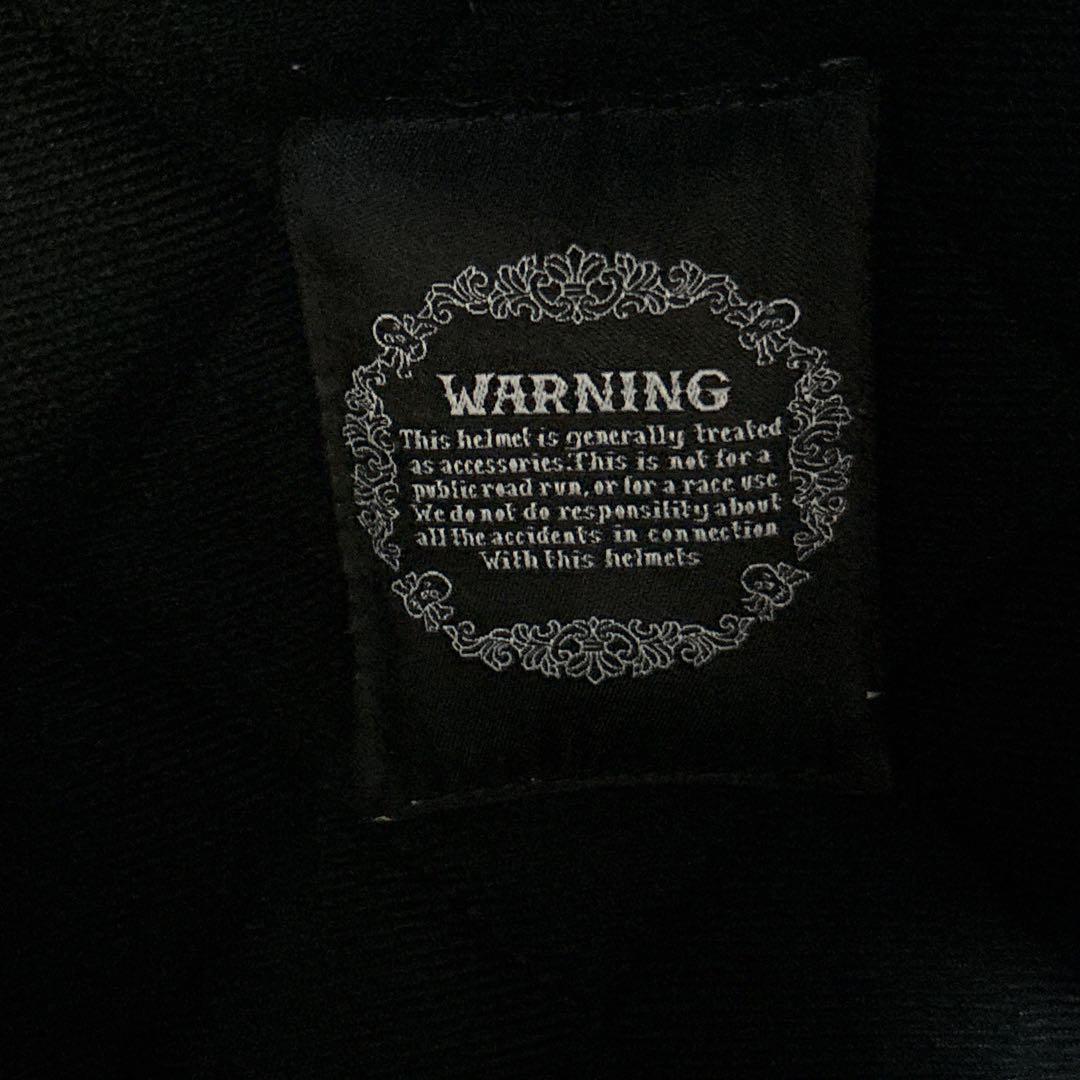 WARNING
This helmet is generally treated
as accessories.This is not for a
public road run, or for a race use
We do not do responsility about
all the accidents in connection
With this helmets